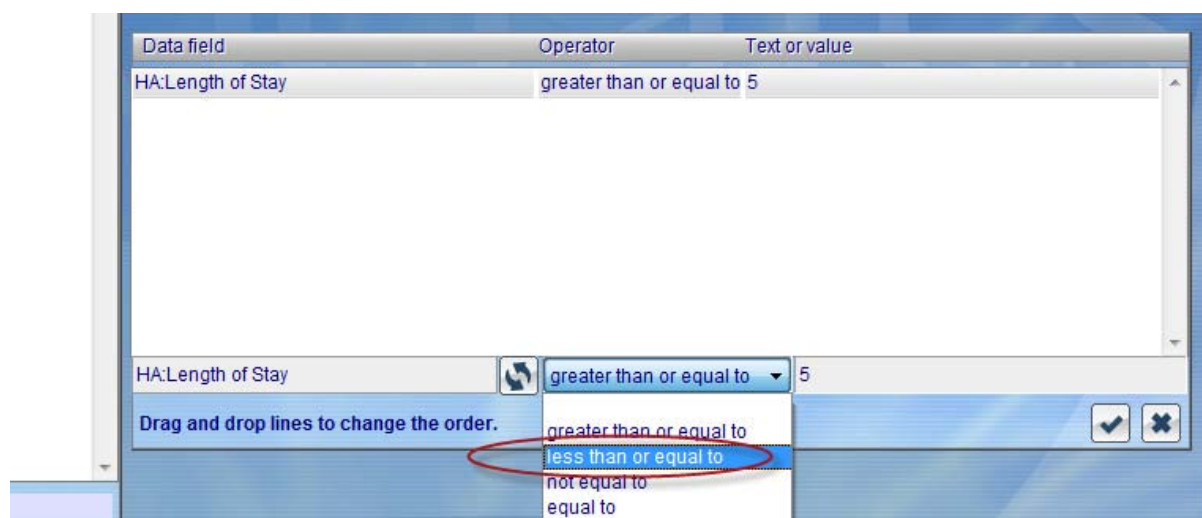 Data field Operator Text or value
HA:Length of Stay greater than or equal to 5
HA:Length of Stay greater than or equal to 5
Drag and drop lines to change the order.
greater than or equal to
less than or equal to
not equal to
equal to